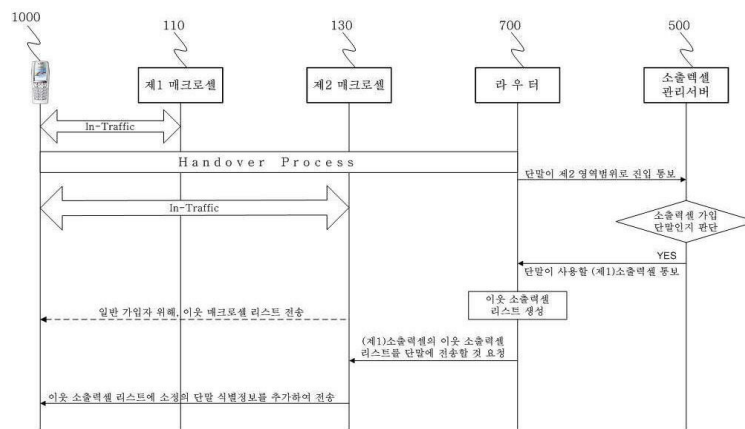 1000
110
130
700
500
제1 매크로셀
제2 매크로셀
라 우 터
소출력셀
관리서버
In-Traffic
Handover Process
단말이 제2 영역범위로 진입 통보
In-Traffic
소출력셀 가입
단말인지 판단
YES
단말이 사용할 (제1)소출력셀 통보
이웃 소출력셀
리스트 생성
일반 가입자 위해, 이웃 매크로셀 리스트 전송
(제1)소출력셀의 이웃 소출력셀
리스트를 단말에 전송할 것 요청
이웃 소출력셀 리스트에 소정의 단말 식별정보를 추가하여 전송